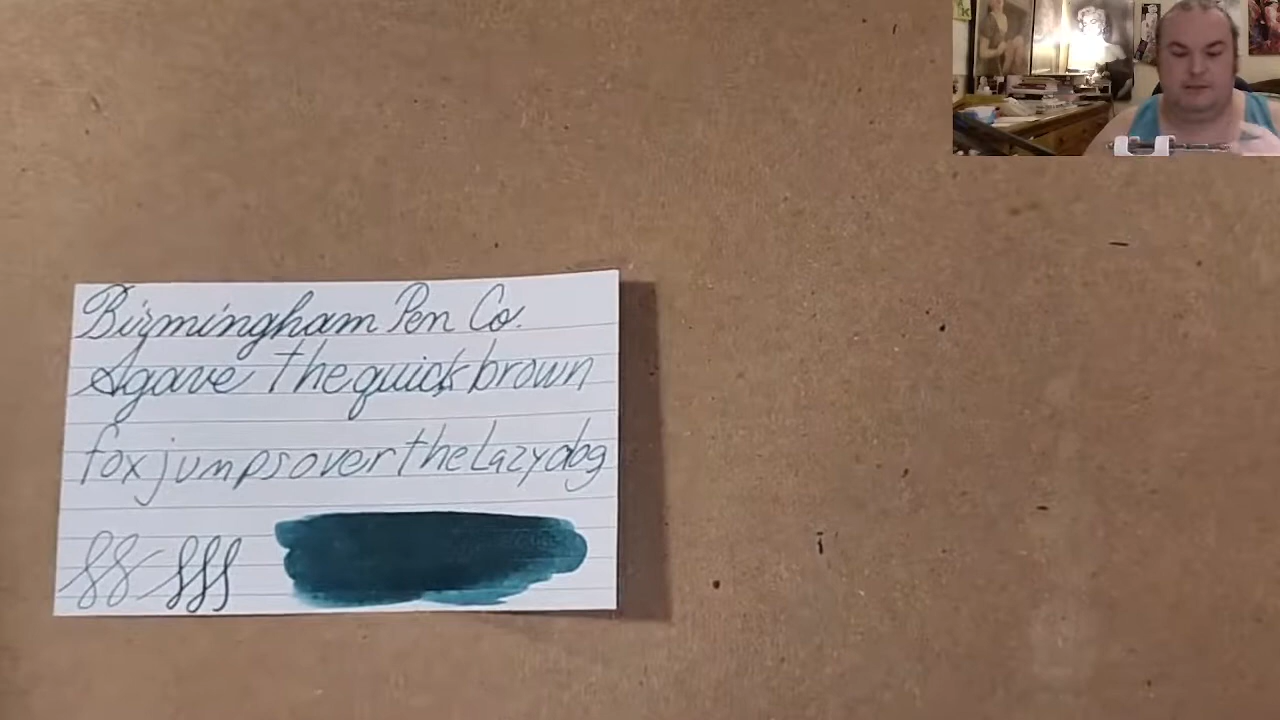 Birmingham Pen Co.
Agave the quick brown
fox jumps over the Lazy dog